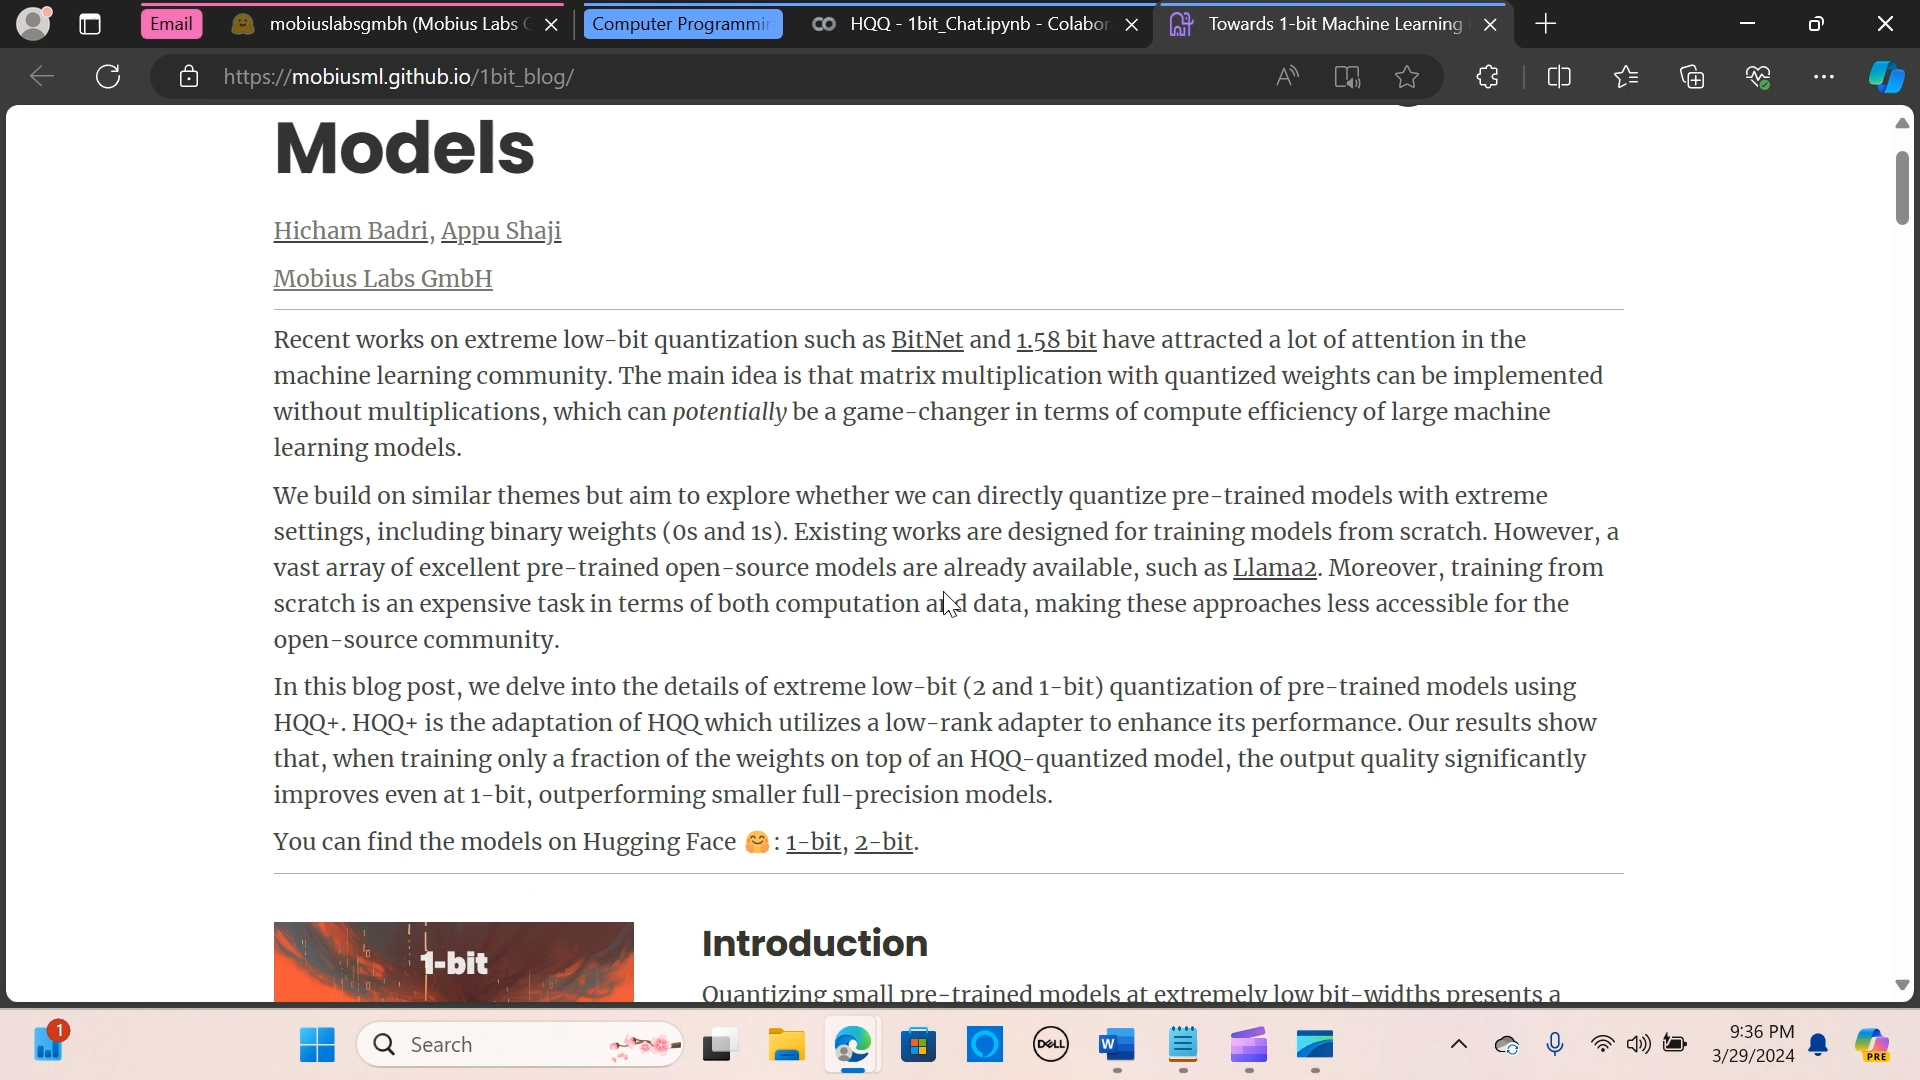 Email
mobiuslabsgmbh (Mobius Labs
Computer Programmin
HQQ - 1bit_Chat.ipynb - Colabor
Towards 1-bit Machine Learning
https://mobiusml.github.io/1bit_blog/
Models
Hicham Badri, Appu Shaji
Mobius Labs GmbH
Recent works on extreme low-bit quantization such as BitNet and 1.58 bit have attracted a lot of attention in the
machine learning community. The main idea is that matrix multiplication with quantized weights can be implemented
without multiplications, which can potentially be a game-changer in terms of compute efficiency of large machine
learning models.
We build on similar themes but aim to explore whether we can directly quantize pre-trained models with extreme
settings, including binary weights (0s and 1s). Existing works are designed for training models from scratch. However, a
vast array of excellent pre-trained open-source models are already available, such as Llama2. Moreover, training from
scratch is an expensive task in terms of both computation and data, making these approaches less accessible for the
open-source community.
In this blog post, we delve into the details of extreme low-bit (2 and 1-bit) quantization of pre-trained models using
HQQ+. HQQ+ is the adaptation of HQQ which utilizes a low-rank adapter to enhance its performance. Our results show
that, when training only a fraction of the weights on top of an HQQ-quantized model, the output quality significantly
improves even at 1-bit, outperforming smaller full-precision models.
You can find the models on Hugging Face 🤗: 1-bit, 2-bit.
1-bit
Introduction
Quantizing small pre-trained models at extremely low bit-widths presents a
1
Search
DELL
W
9:36 PM
3/29/2024
PRE